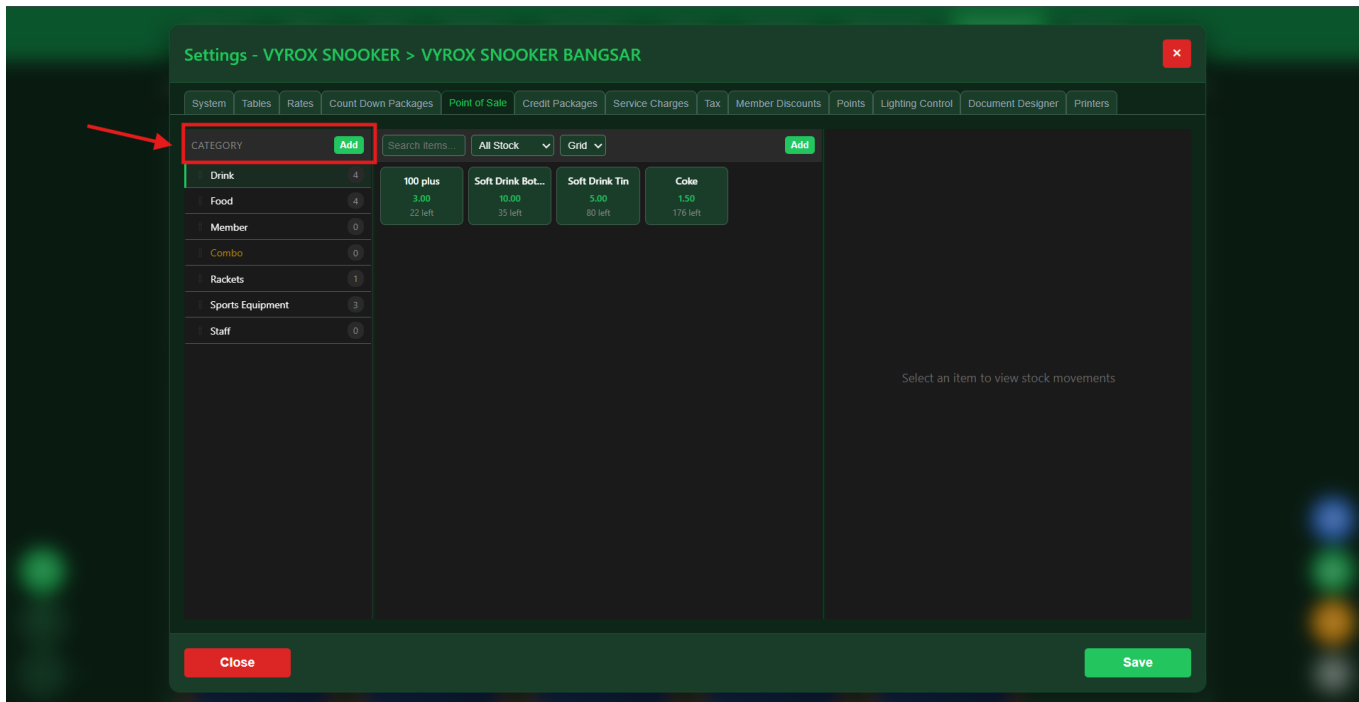 Settings - VYROX SNOOKER > VYROX SNOOKER BANGSAR
×
System Tables Rates Count Down Packages Point of Sale Credit Packages Service Charges Tax Member Discounts Points Lighting Control Document Designer Printers
CATEGORY Add
Search items... All Stock Grid Add
Drink 4
Food 4
Member 0
Combo 0
Rackets 1
Sports Equipment 3
Staff 0
100 plus
3.00
22 left
Soft Drink Bot...
10.00
35 left
Soft Drink Tin
5.00
80 left
Coke
1.50
176 left
Select an item to view stock movements
Close Save